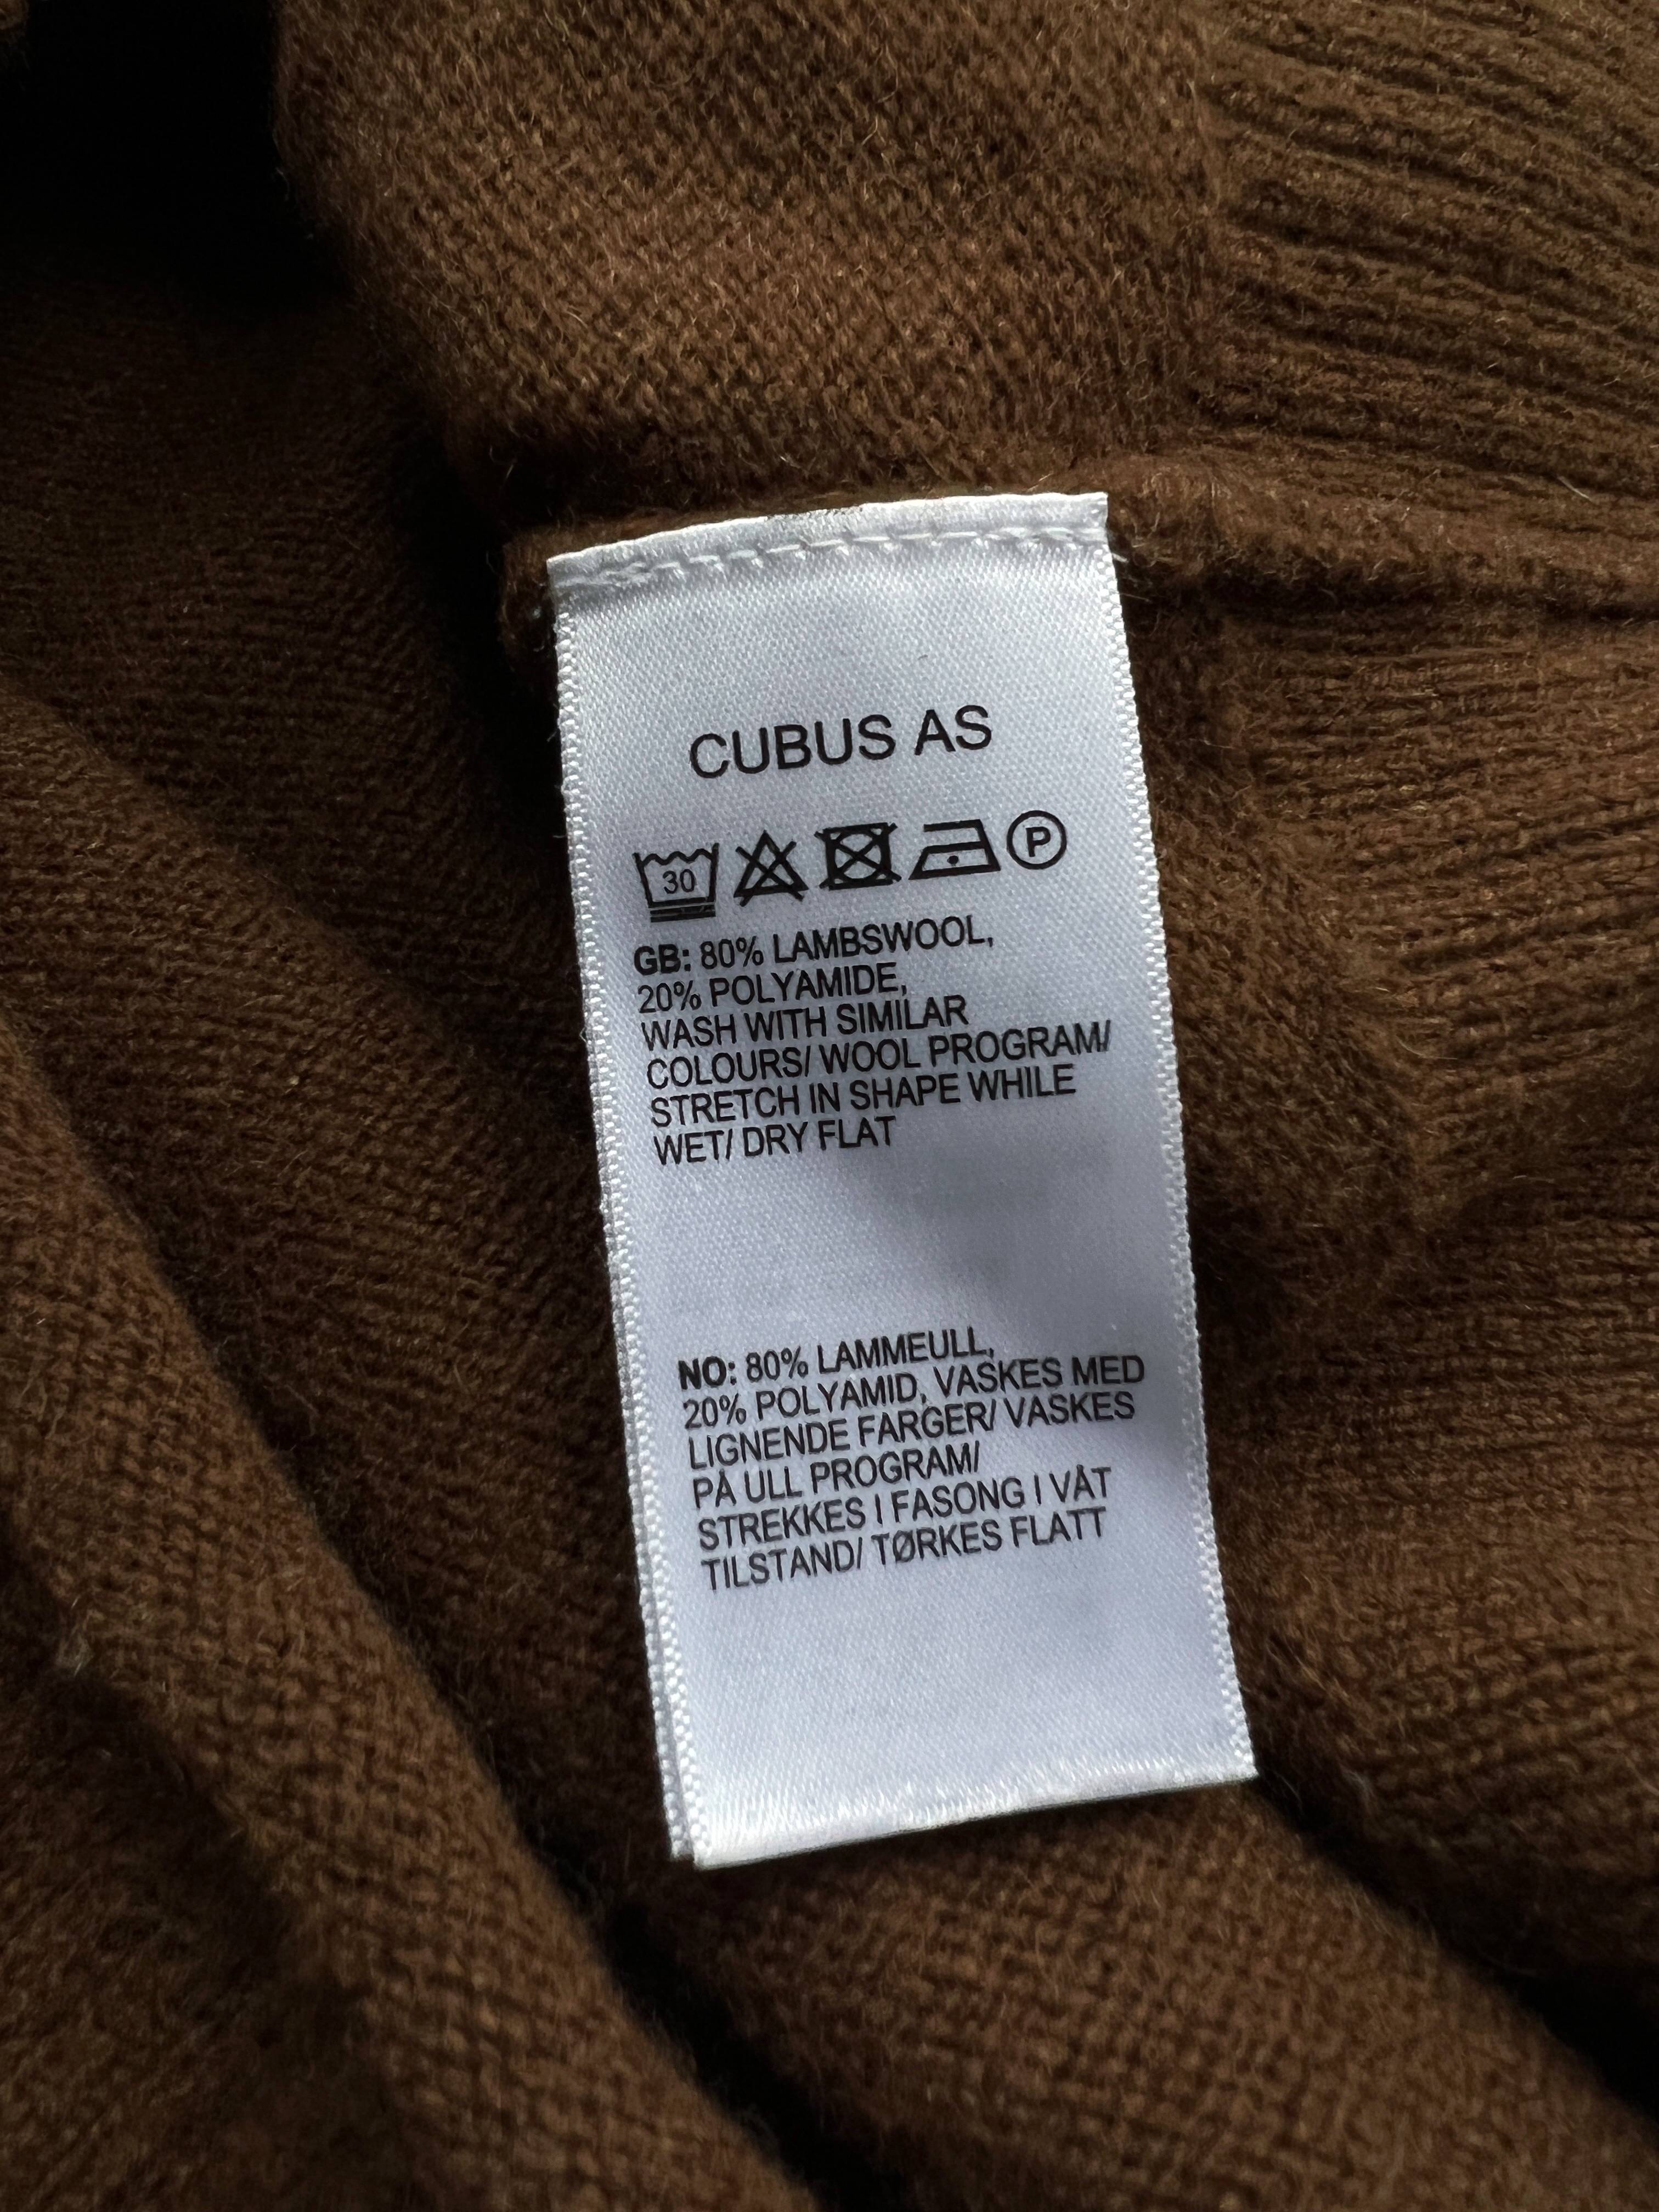 CUBUS AS
30 P
GB: 80% LAMBSWOOL,
20% POLYAMIDE,
WASH WITH SIMILAR
COLOURS/ WOOL PROGRAM/
STRETCH IN SHAPE WHILE
WET/ DRY FLAT
NO: 80% LAMMEULL,
20% POLYAMID, VASKES MED
LIGNENDE FARGER/ VASKES
PÅ ULL PROGRAM/
STREKKES I FASONG I VÅT
TILSTAND/ TØRKES FLATT